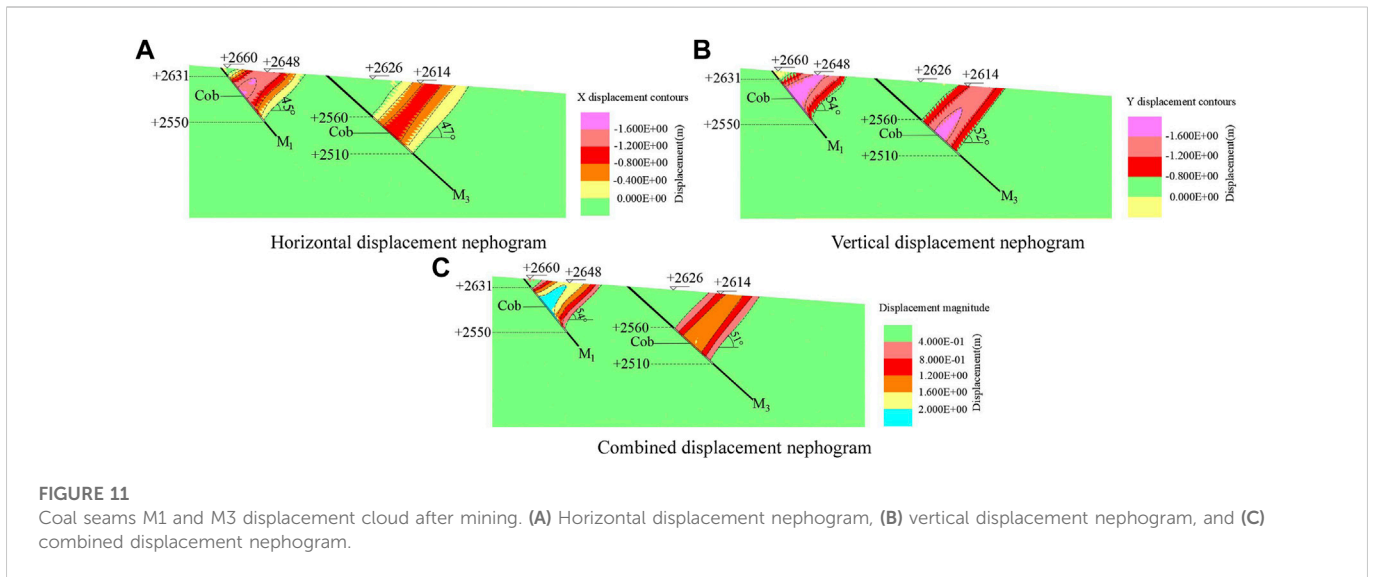 A
+2660
+2648
+2631
+2626
+2614
Cob
45°
+2550
M1
+2560
Cob
47°
+2510
M3
X displacement contours
-1.600E+00
-1.200E+00
-0.800E+00
-0.400E+00
0.000E+00
Displacement(m)
Horizontal displacement nephogram
B
+2660
+2648
+2631
+2626
+2614
Cob
54°
+2550
M1
+2560
Cob
52°
+2510
M3
Y displacement contours
-1.600E+00
-1.200E+00
-0.800E+00
0.000E+00
Displacement(m)
Vertical displacement nephogram
C
+2660
+2648
+2631
+2626
+2614
Cob
54°
+2550
M1
+2560
Cob
51°
+2510
M3
Displacement magnitude
4.000E-01
8.000E-01
1.200E+00
1.600E+00
2.000E+00
Displacement(m)
Combined displacement nephogram
FIGURE 11
Coal seams M1 and M3 displacement cloud after mining. (A) Horizontal displacement nephogram, (B) vertical displacement nephogram, and (C)
combined displacement nephogram.